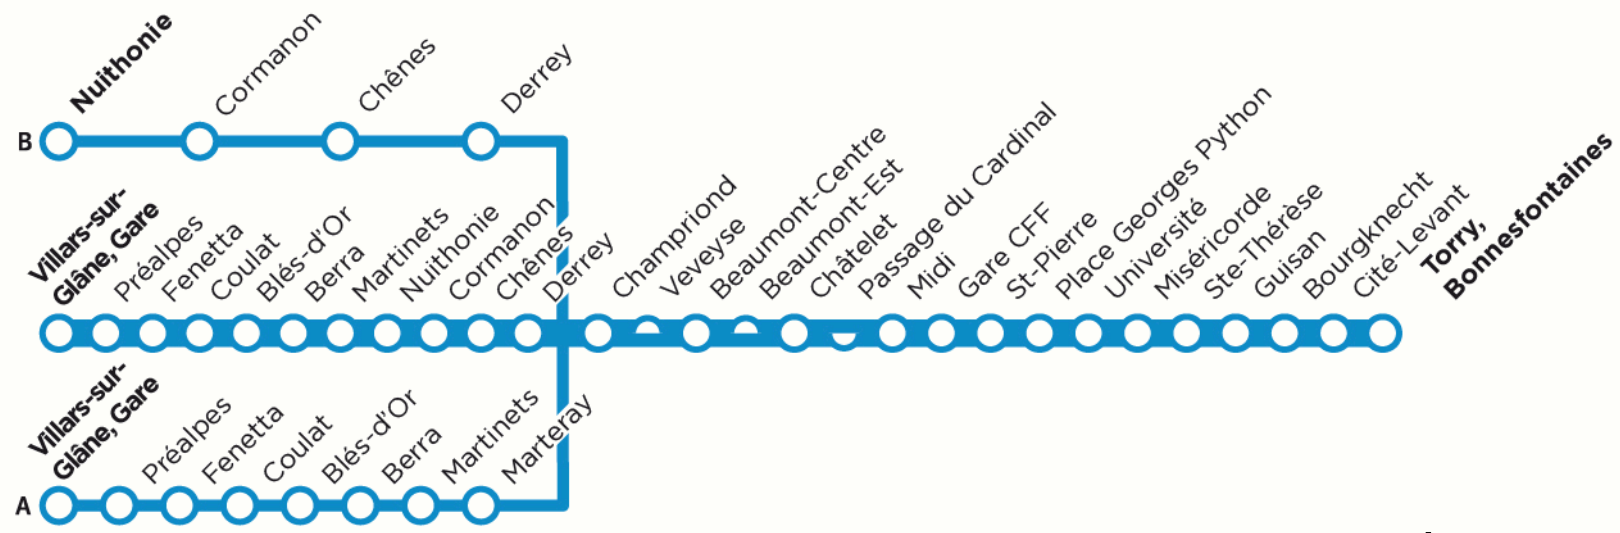 B
Nuithonie
Cormanon
Chênes
Derrey
Villars-sur-
Glâne, Gare
Préalpes
Fenetta
Coulat
Blés-d'Or
Berra
Martinets
Nuithonie
Cormanon
Chênes
Derrey
Champriond
Veveyse
Beaumont-Centre
Beaumont-Est
Châtelet
Passage du Cardinal
Midi
Gare CFF
St-Pierre
Place Georges Python
Université
Miséricorde
Ste-Thérèse
Guisan
Bourgknecht
Cité-Levant
Torry,
Bonnesfontaines
A
Villars-sur-
Glâne, Gare
Préalpes
Fenetta
Coulat
Blés-d'Or
Berra
Martinets
Marteray